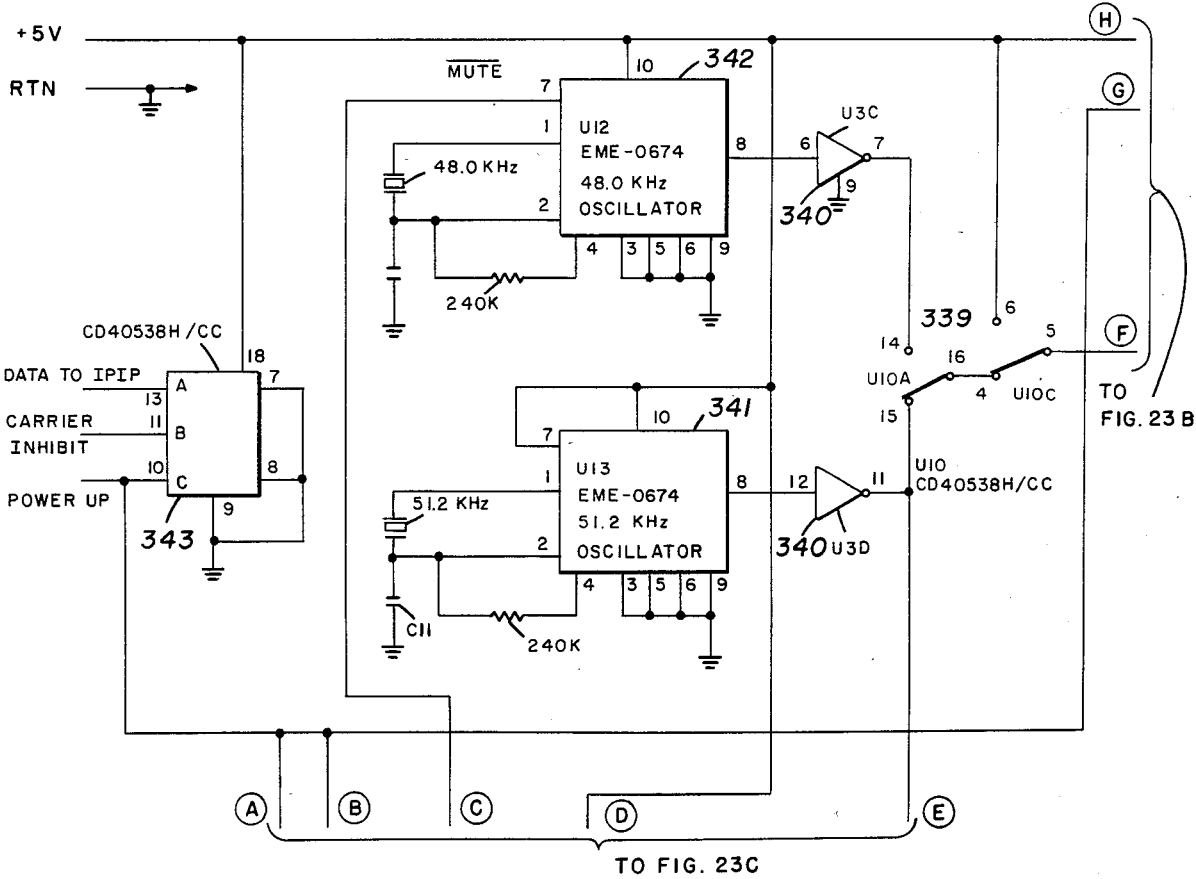 +5V
H
RTN
G
MUTE
342
10
7
1
U12
EME-0674
48.0 KHz
OSCILLATOR
48.0 KHz
2
8
6
U3C
7
9
340
4
3
5
6
9
240K
339
6
14
16
5
F
U10A
4
U10C
15
TO
FIG. 23B
CD40538H/CC
18
DATA TO IPIP
A
7
13
CARRIER
INHIBIT
11
B
10
C
8
POWER UP
9
343
341
10
7
1
U13
EME-0674
51.2 KHz
OSCILLATOR
51.2 KHz
2
8
12
11
340
U3D
U10
CD40538H/CC
4
3
5
6
9
C11
240K
A
B
C
D
E
TO FIG. 23C